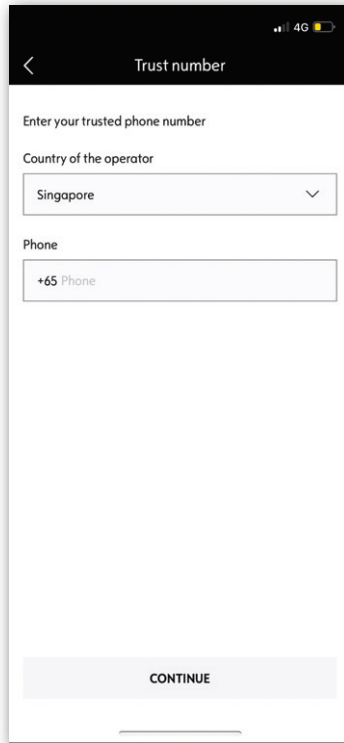 4G
Trust number
Enter your trusted phone number
Country of the operator
Singapore
Phone
+65 Phone
CONTINUE